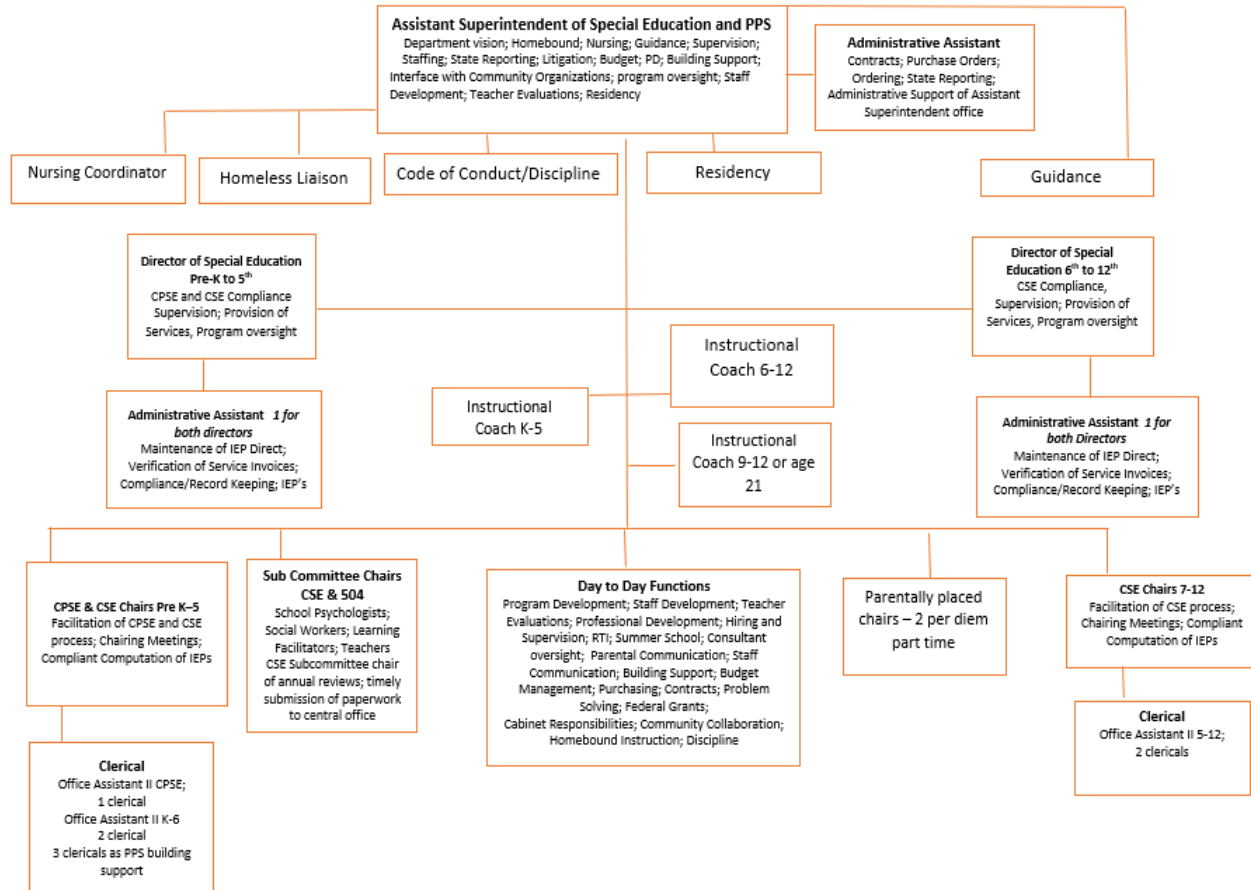 Assistant Superintendent of Special Education and PPS
Department vision; Homebound; Nursing; Guidance; Supervision;
Staffing; State Reporting; Litigation; Budget; PD; Building Support;
Interface with Community Organizations; program oversight; Staff
Development; Teacher Evaluations; Residency
Administrative Assistant
Contracts; Purchase Orders;
Ordering; State Reporting;
Administrative Support of Assistant
Superintendent office
Nursing Coordinator
Homeless Liaison
Code of Conduct/Discipline
Residency
Guidance
Director of Special Education
Pre-K to 5th
CPSE and CSE Compliance
Supervision; Provision of
Services, Program oversight
Director of Special
Education 6th to 12th
CSE Compliance,
Supervision; Provision of
Services, Program oversight
Instructional
Coach 6-12
Instructional
Coach K-5
Instructional
Coach 9-12 or age
21
Administrative Assistant 1 for
both directors
Maintenance of IEP Direct;
Verification of Service Invoices;
Compliance/Record Keeping; IEP's
Administrative Assistant 1 for
both Directors
Maintenance of IEP Direct;
Verification of Service Invoices;
Compliance/Record Keeping; IEP's
CPSE & CSE Chairs Pre K–5
Facilitation of CPSE and CSE
process; Chairing Meetings;
Compliant Computation of IEPs
Sub Committee Chairs
CSE & 504
School Psychologists;
Social Workers; Learning
Facilitators; Teachers
CSE Subcommittee chair
of annual reviews; timely
submission of paperwork
to central office
Day to Day Functions
Program Development; Staff Development; Teacher
Evaluations; Professional Development; Hiring and
Supervision; RTI; Summer School; Consultant
oversight; Parental Communication; Staff
Communication; Building Support; Budget
Management; Purchasing; Contracts; Problem
Solving; Federal Grants;
Cabinet Responsibilities; Community Collaboration;
Homebound Instruction; Discipline
Parentally placed
chairs – 2 per diem
part time
CSE Chairs 7-12
Facilitation of CSE process;
Chairing Meetings; Compliant
Computation of IEPs
Clerical
Office Assistant II CPSE;
1 clerical
Office Assistant II K-6
2 clerical
3 clericals as PPS building
support
Clerical
Office Assistant II 5-12;
2 clericals